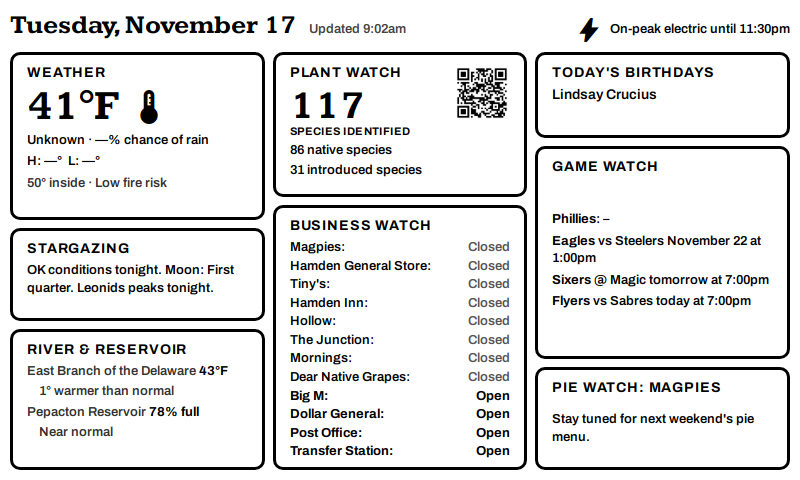 Tuesday, November 17 Updated 9:02am
On-peak electric until 11:30pm
WEATHER
41°F
Unknown · —% chance of rain
H: —° L: —°
50° inside · Low fire risk
STARGAZING
OK conditions tonight. Moon: First
quarter. Leonids peaks tonight.
RIVER & RESERVOIR
East Branch of the Delaware 43°F
1° warmer than normal
Pepacton Reservoir 78% full
Near normal
PLANT WATCH
117
SPECIES IDENTIFIED
86 native species
31 introduced species
BUSINESS WATCH
Magpies: Closed
Hamden General Store: Closed
Tiny's: Closed
Hamden Inn: Closed
Hollow: Closed
The Junction: Closed
Mornings: Closed
Dear Native Grapes: Closed
Big M: Open
Dollar General: Open
Post Office: Open
Transfer Station: Open
TODAY'S BIRTHDAYS
Lindsay Crucius
GAME WATCH
Phillies: –
Eagles vs Steelers November 22 at
1:00pm
Sixers @ Magic tomorrow at 7:00pm
Flyers vs Sabres today at 7:00pm
PIE WATCH: MAGPIES
Stay tuned for next weekend's pie
menu.